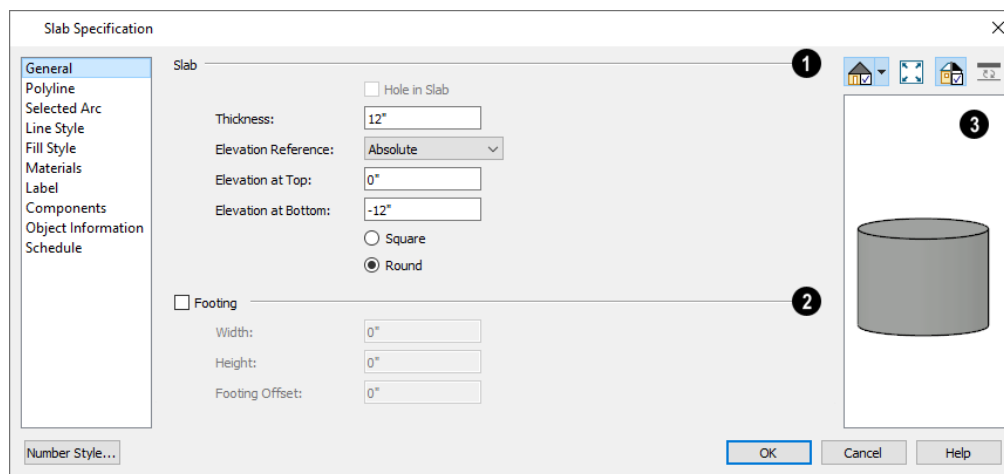 Slab Specification
General
Polyline
Selected Arc
Line Style
Fill Style
Materials
Label
Components
Object Information
Schedule
Slab
1
Hole in Slab
Thickness: 12"
Elevation Reference: Absolute
Elevation at Top: 0"
Elevation at Bottom: -12"
Square
Round
Footing
2
Width: 0"
Height: 0"
Footing Offset: 0"
3
Number Style...
OK
Cancel
Help